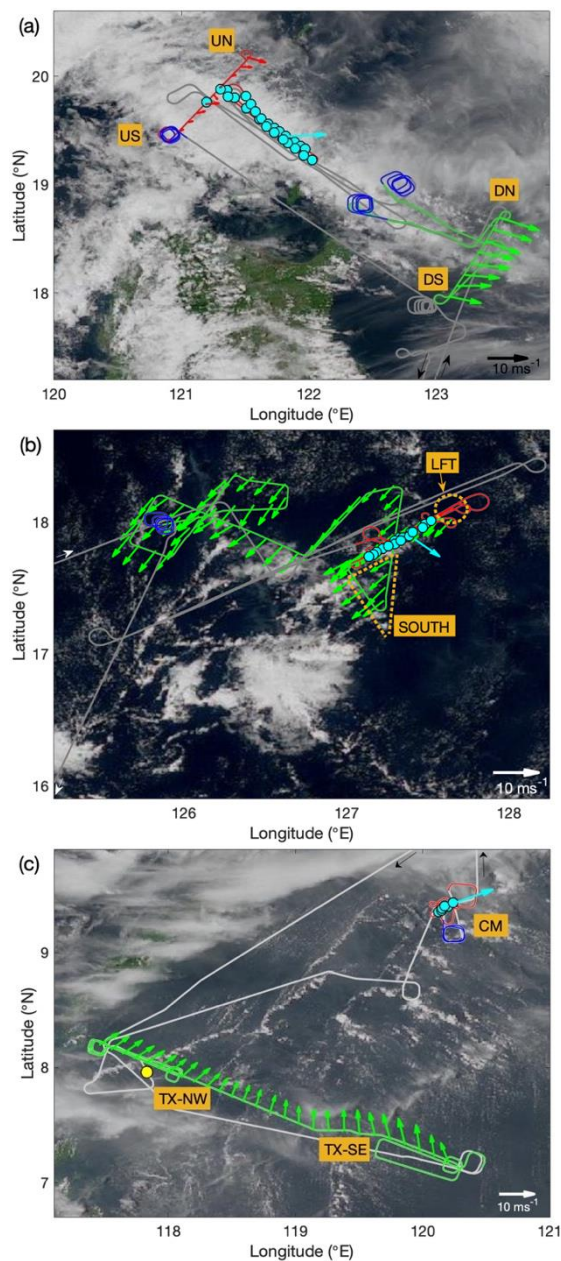 (a)
UN
20
US
19
DN
18
DS
10 ms-1
120 121 122 123
Longitude (°E)
Latitude (°N)
(b)
LFT
18
SOUTH
17
16
10 ms-1
126 127 128
Longitude (°E)
Latitude (°N)
(c)
CM
9
8
TX-NW
TX-SE
7
10 ms-1
118 119 120 121
Longitude (°E)
Latitude (°N)